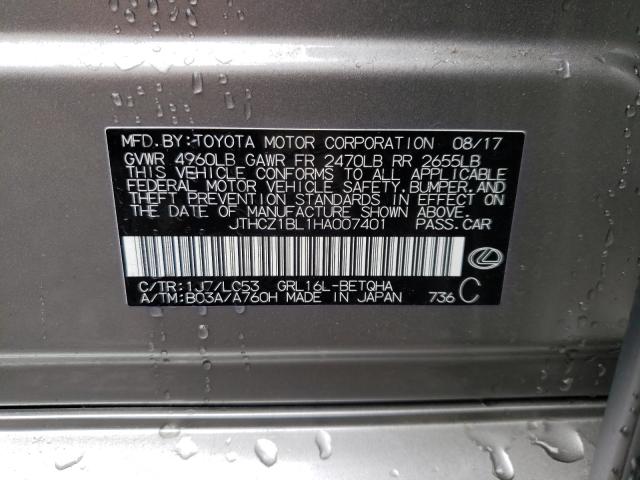 MFD. BY:TOYOTA MOTOR CORPORATION 08/17
GVWR 4960LB GAWR FR 2470LB RR 2655LB
THIS VEHICLE CONFORMS TO ALL APPLICABLE
FEDERAL MOTOR VEHICLE SAFETY, BUMPER, AND
THEFT PREVENTION STANDARDS IN EFFECT ON
THE DATE OF MANUFACTURE SHOWN ABOVE.
JTHCZ1BL1HA007401 PASS.CAR
C/TR:1J7/LC53 GRL16L-BETQHA
A/TM:B03A/A760H MADE IN JAPAN 736 C